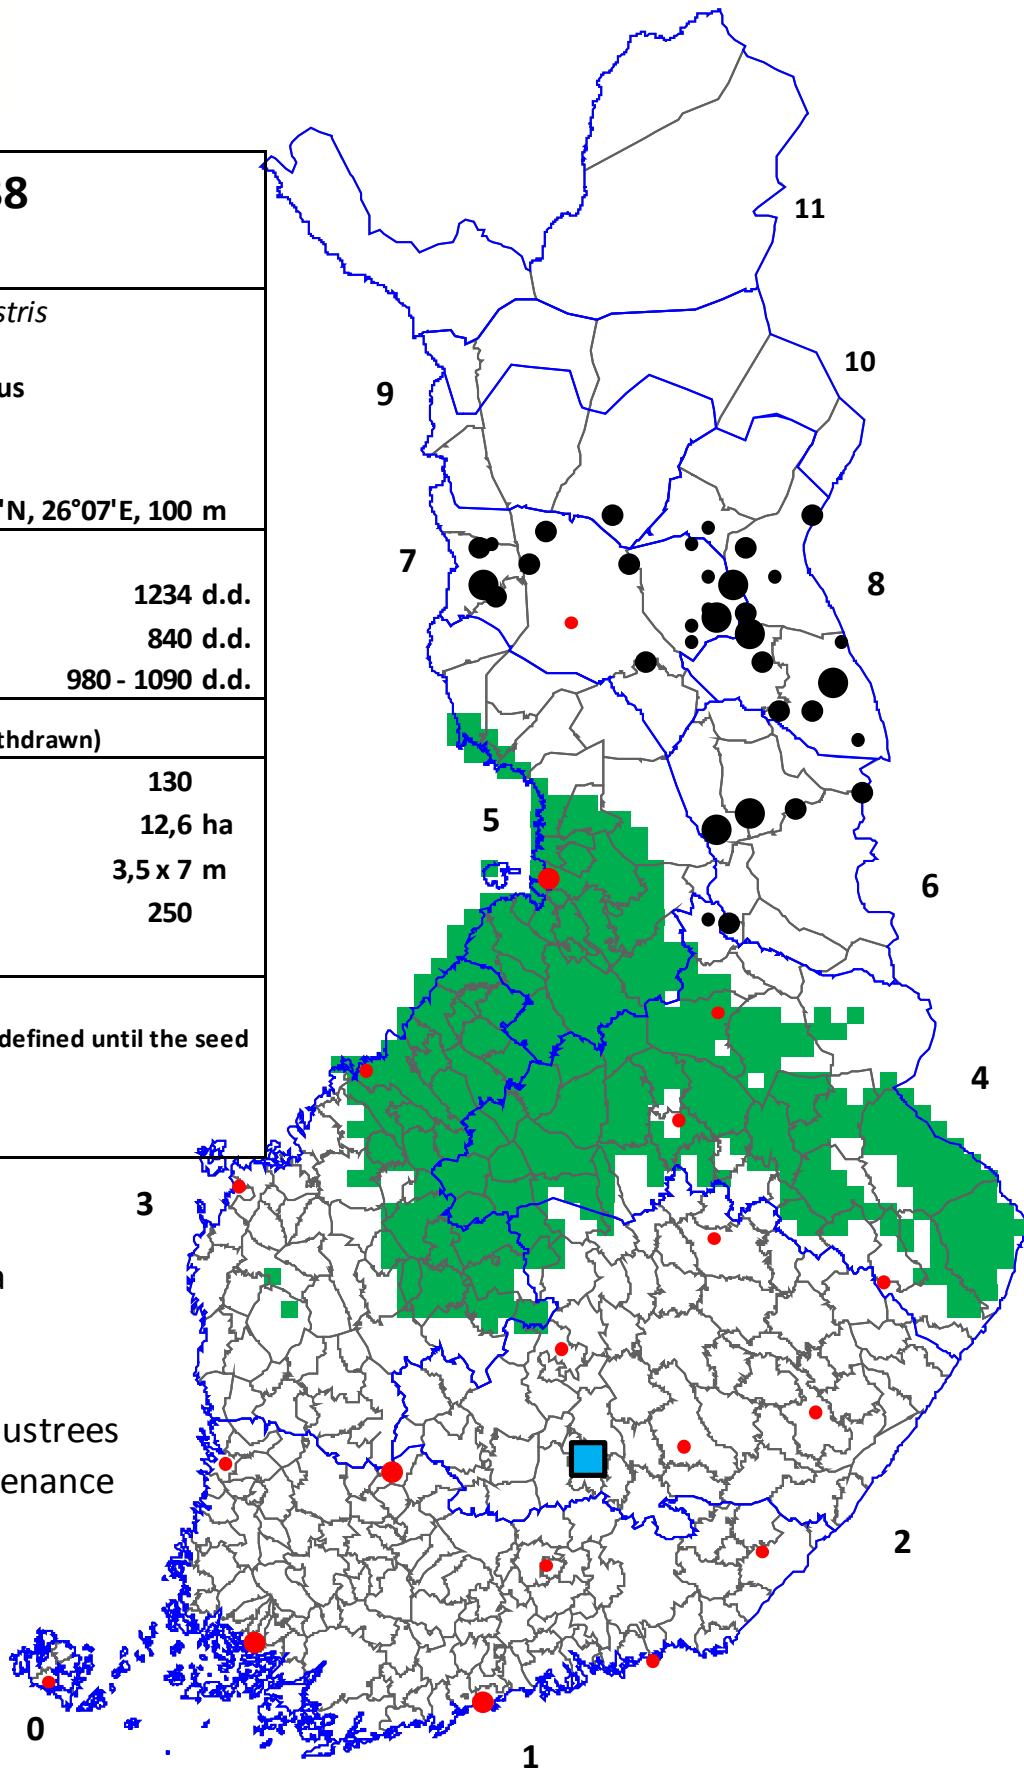 38
stris
us
'N, 26°07'E, 100 m
1234 d.d.
840 d.d.
980 - 1090 d.d.
thdrawn)
130
12,6 ha
3,5 x 7 m
250
defined until the seed
ustrees
enance
11
10
9
7
8
5
6
4
3
2
0
1